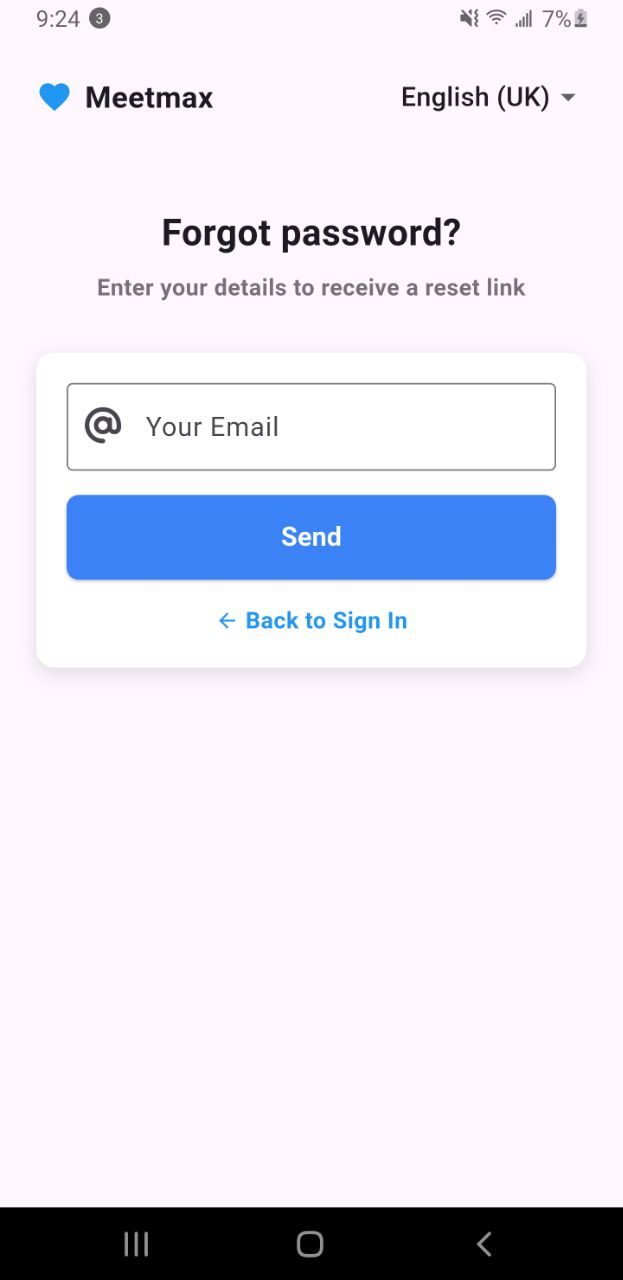 9:24 3 7%
Meetmax English (UK)
Forgot password?
Enter your details to receive a reset link
@ Your Email
Send
← Back to Sign In